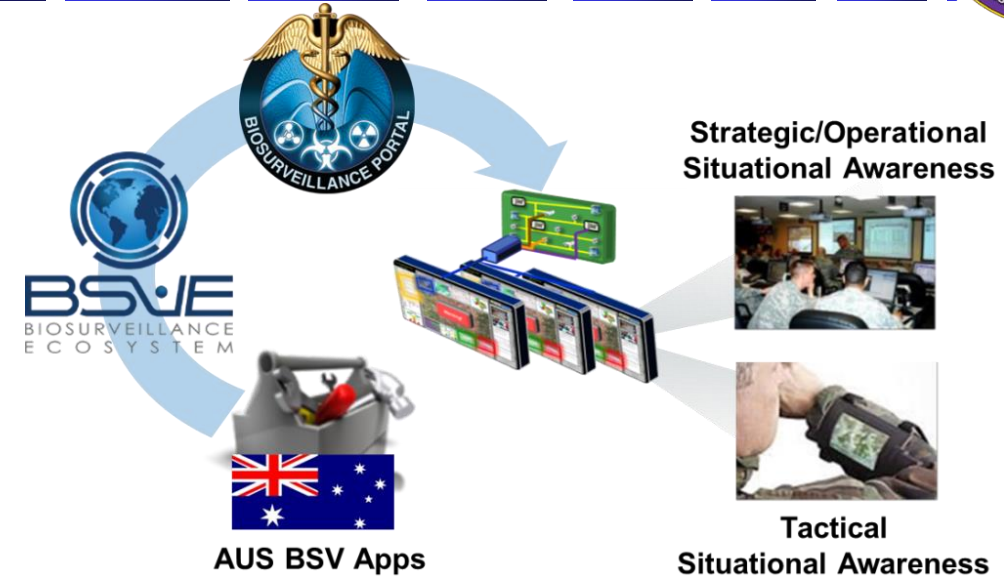 BIOSURVEILLANCE PORTAL
Strategic/Operational
Situational Awareness
BSVE
BIOSURVEILLANCE
ECOSYSTEM
AUS BSV Apps
Tactical
Situational Awareness